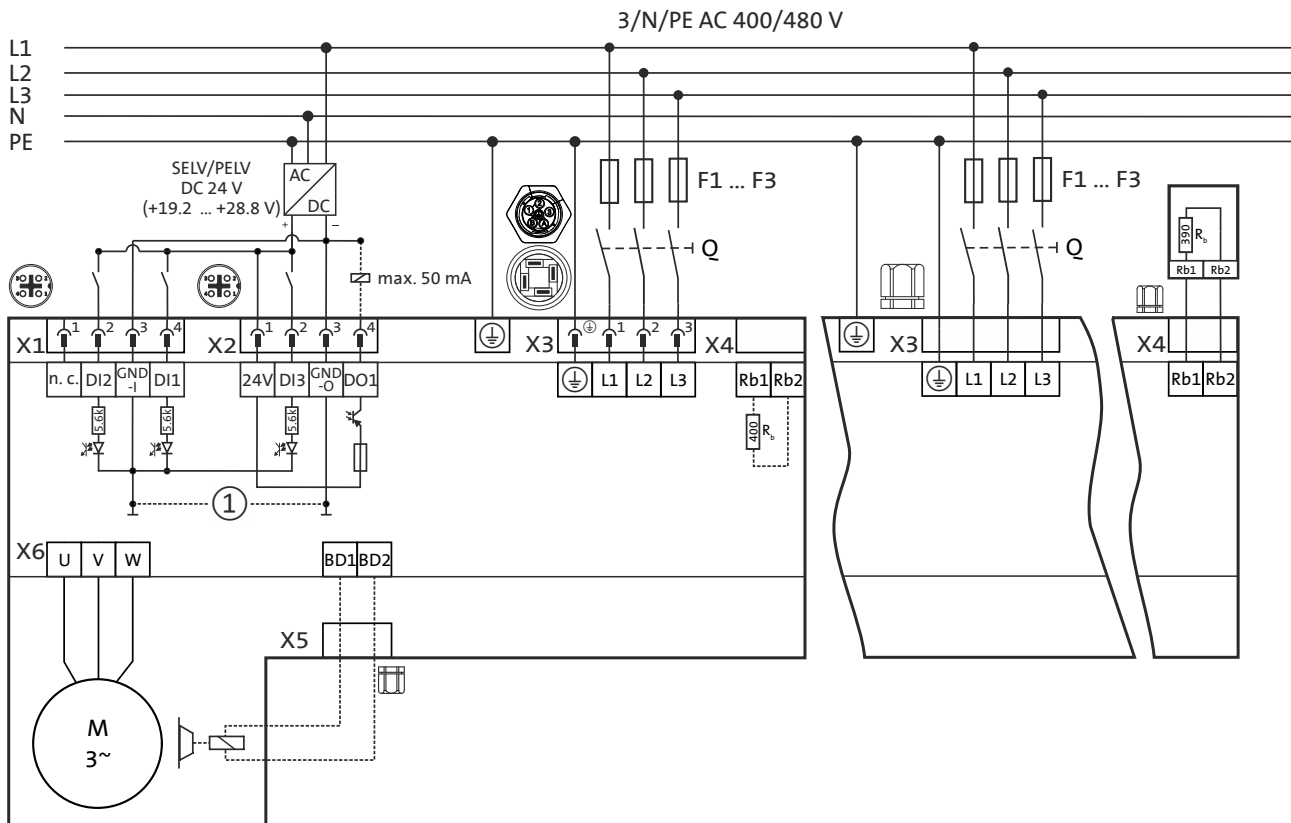 3/N/PE AC 400/480 V
L1
L2
L3
N
PE
SELV/PELV
DC 24 V
(+19.2 ... +28.8 V)
AC
DC
+ −
max. 50 mA
F1 ... F3
Q
F1 ... F3
Q
390 Rb
Rb1 Rb2
X1 1 2 3 4
X2 1 2 3 4
X3 1 2 3
X4
X3
X4
n. c. DI2 GND-I DI1
24V DI3 GND-O DO1
L1 L2 L3
Rb1 Rb2
L1 L2 L3
Rb1 Rb2
5.6k 5.6k 5.6k
400 Rb
1
X6 U V W
BD1 BD2
X5
M
3~